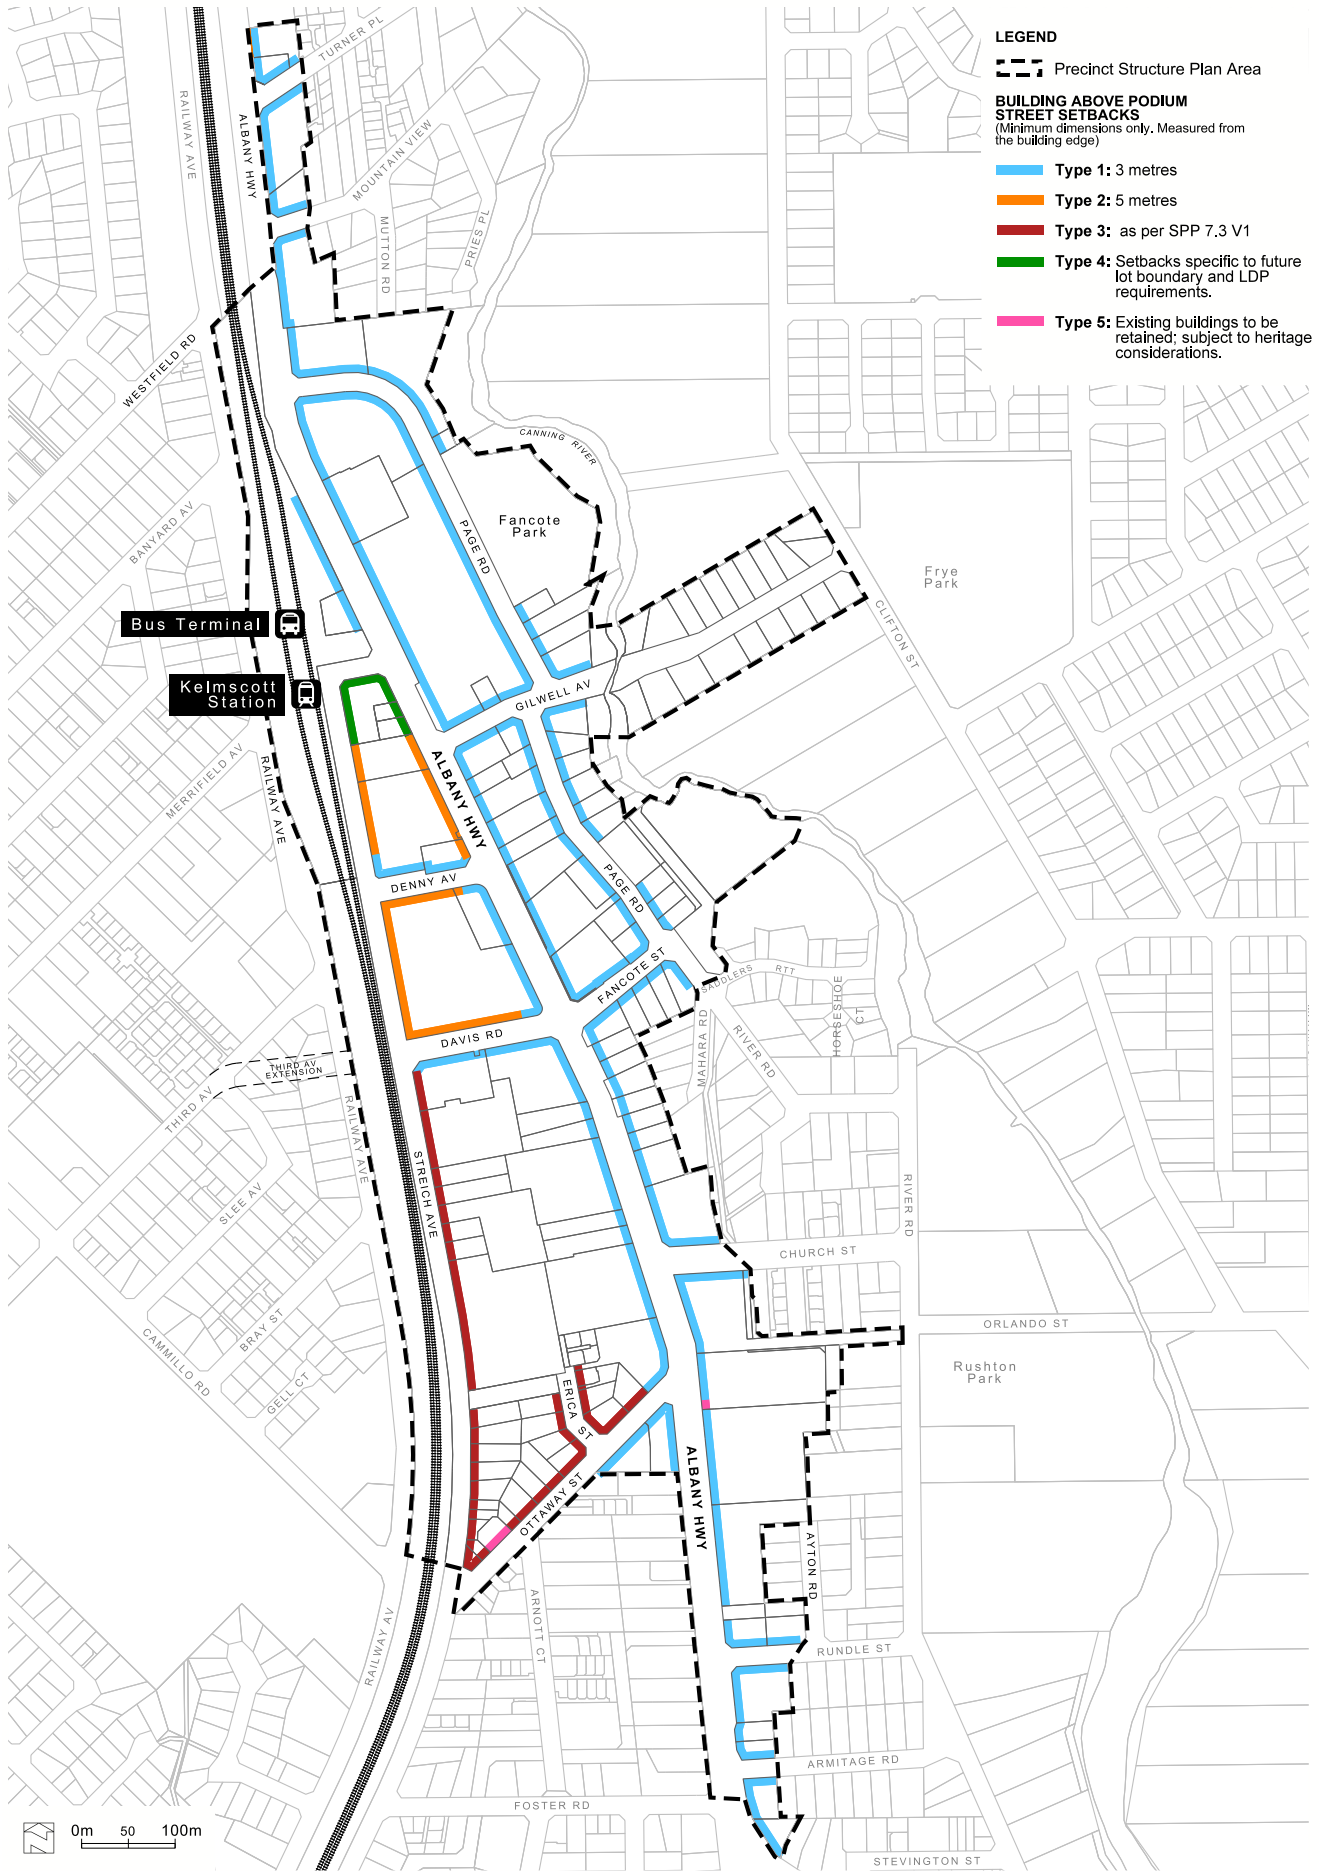 LEGEND
Precinct Structure Plan Area
BUILDING ABOVE PODIUM
STREET SETBACKS
(Minimum dimensions only. Measured from
the building edge)
Type 1: 3 metres
Type 2: 5 metres
Type 3: as per SPP 7.3 V1
Type 4: Setbacks specific to future
lot boundary and LDP
requirements.
Type 5: Existing buildings to be
retained; subject to heritage
considerations.
TURNER PL
RAILWAY AVE
ALBANY HWY
MOUNTAIN VIEW
MUTTON RD
PRIES PL
WESTFIELD RD
CANNING RIVER
BANYARD AV
PAGE RD
Fancote
Park
Frye
Park
CLIFTON ST
Bus Terminal
Kelmscott
Station
GILWELL AV
MERRIFIELD AV
RAILWAY AVE
ALBANY HWY
DENNY AV
PAGE RD
FANCOTE ST
SADDLERS RTT
HORSESHOE
CT
MAHARA RD
RIVER RD
DAVIS RD
THIRD AV
EXTENSION
THIRD AV
RAILWAY AVE
STREICH AVE
SLEE AV
RIVER RD
CHURCH ST
BRAY ST
CAMMILLO RD
GELL CT
ORLANDO ST
Rushton
Park
ERICA ST
OTTAWAY ST
ALBANY HWY
AYTON RD
ARNOTT CT
RAILWAY AV
RUNDLE ST
ARMITAGE RD
FOSTER RD
STEVINGTON ST
N
0m 50 100m